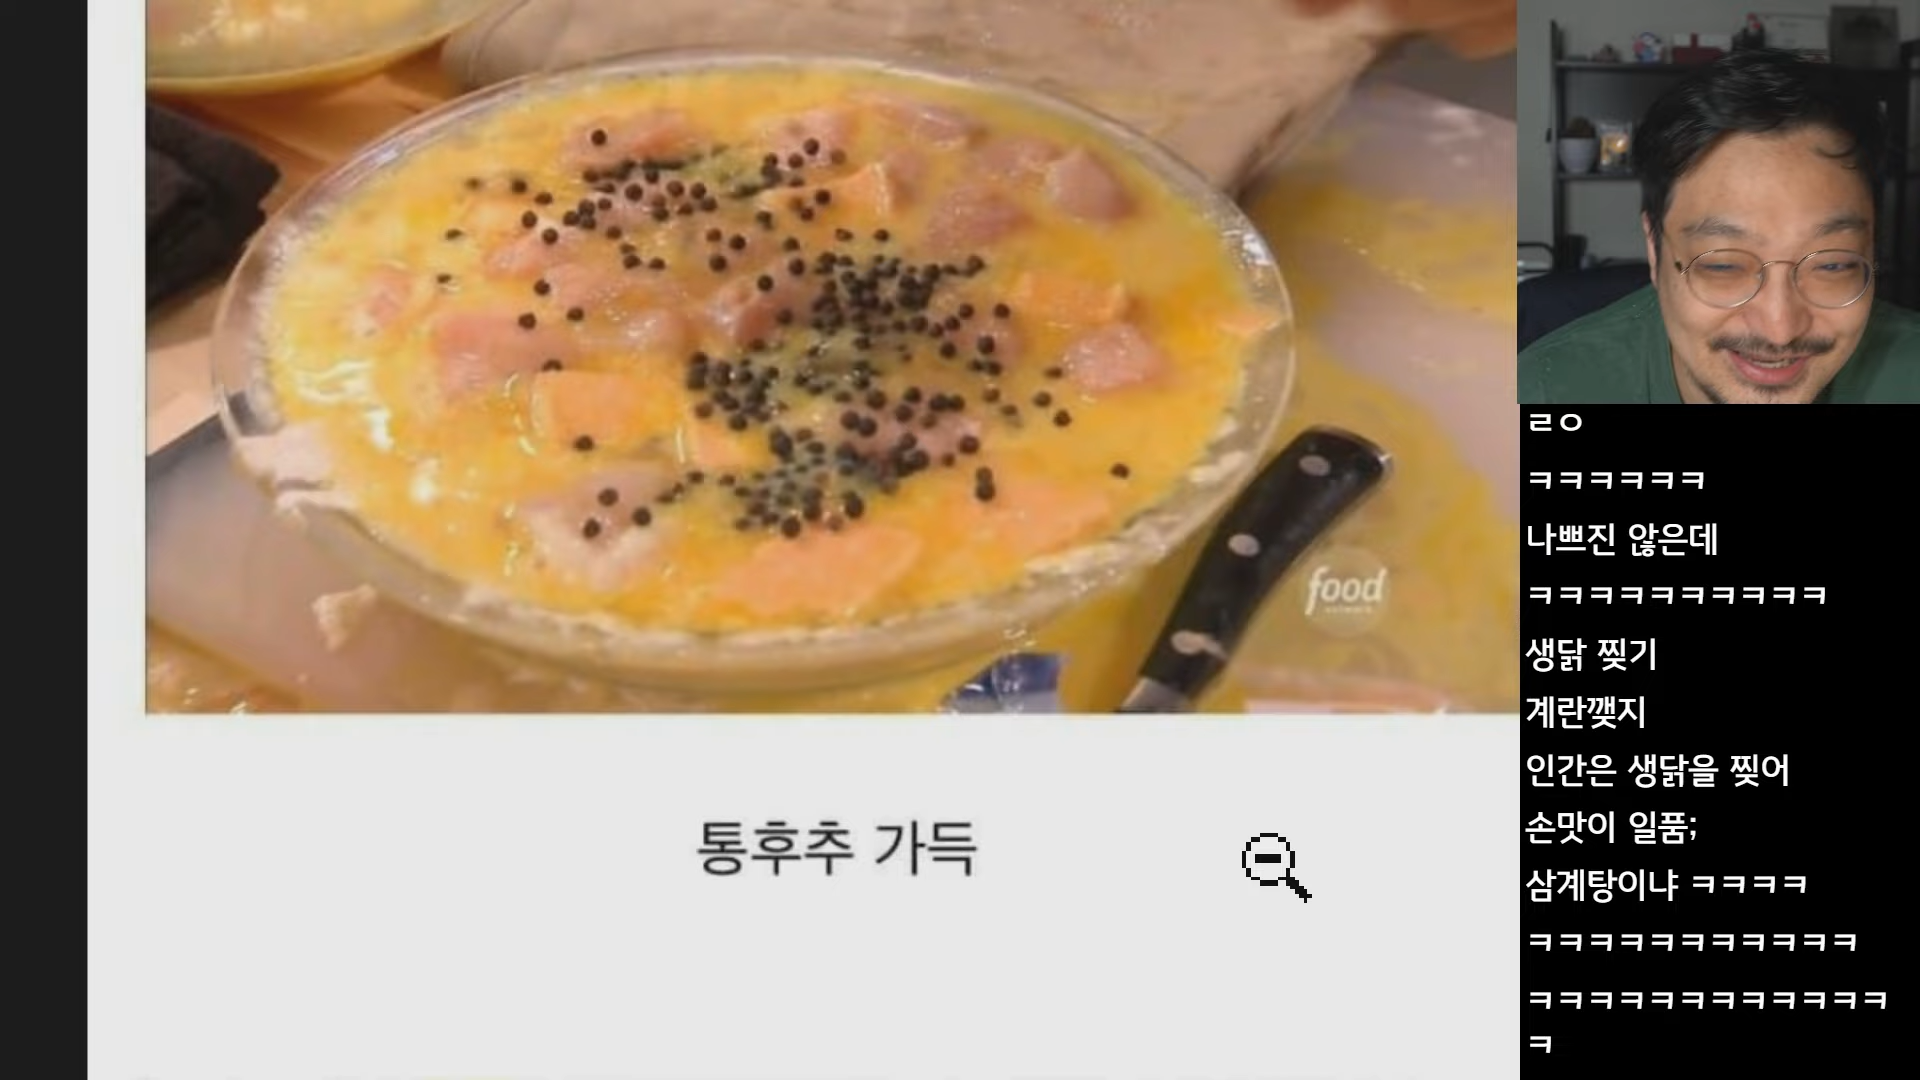 food
통후추 가득
ㄹㅇ
ㅋㅋㅋㅋㅋㅋ
나쁘진 않은데
ㅋㅋㅋㅋㅋㅋㅋㅋㅋㅋ
생닭 찢기
계란깻지
인간은 생닭을 찢어
손맛이 일품;
삼계탕이냐 ㅋㅋㅋㅋ
ㅋㅋㅋㅋㅋㅋㅋㅋㅋㅋㅋ
ㅋㅋㅋㅋㅋㅋㅋㅋㅋㅋㅋㅋ
ㅋ